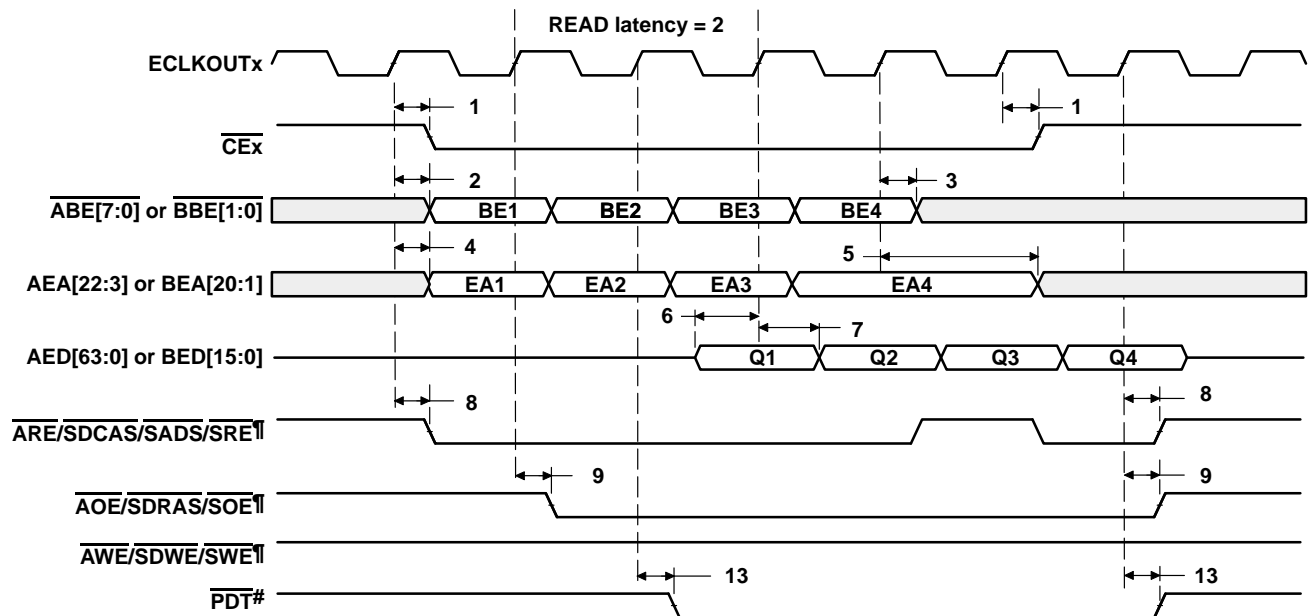 READ latency = 2
ECLKOUTx
1
1
CEx
2
3
ABE[7:0] or BBE[1:0]
BE1
BE2
BE3
BE4
4
5
AEA[22:3] or BEA[20:1]
EA1
EA2
EA3
EA4
6
7
AED[63:0] or BED[15:0]
Q1
Q2
Q3
Q4
8
8
ARE/SDCAS/SADS/SRE¶
9
9
AOE/SDRAS/SOE¶
AWE/SDWE/SWE¶
13
13
PDT#